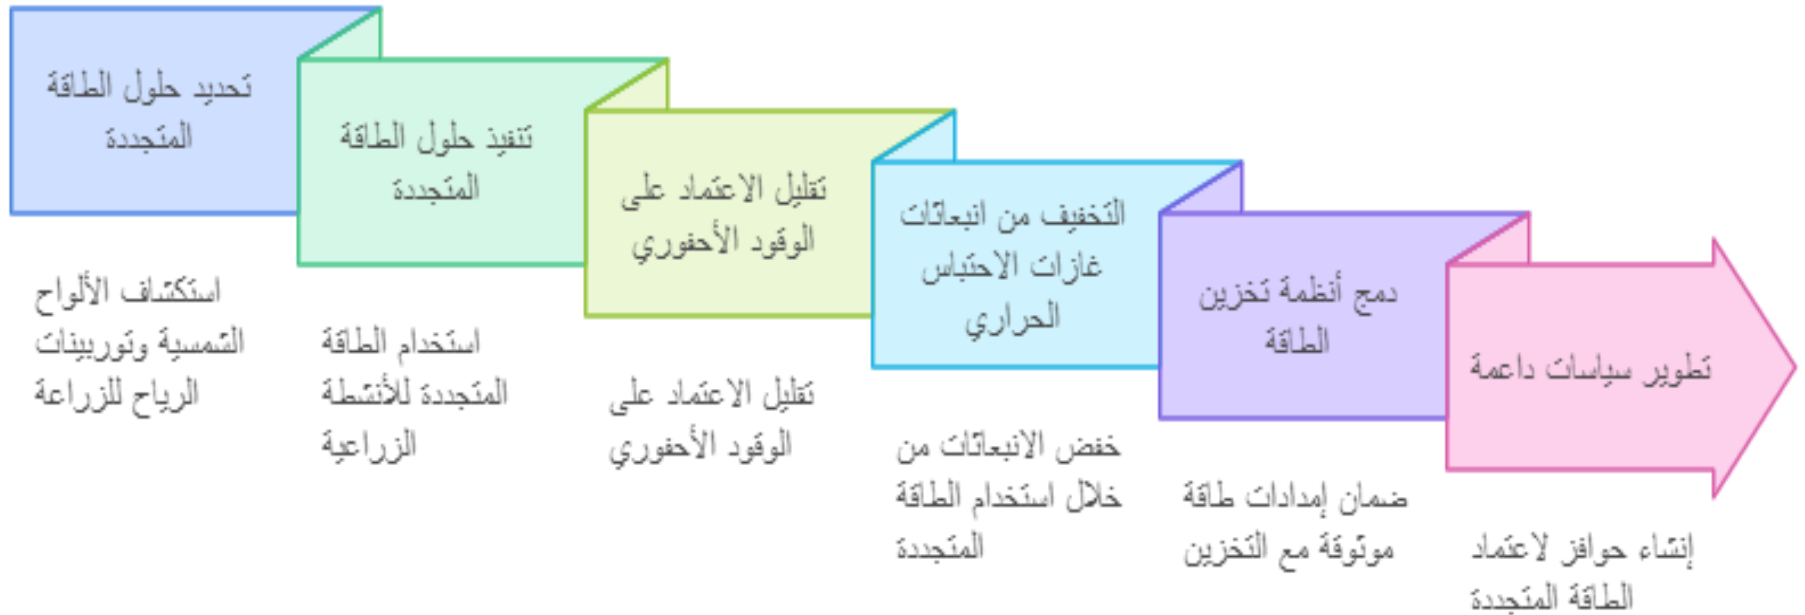 تحديد حلول الطاقة
المتجددة
استكشاف الألواح
الشمسية وتوربينات
الرياح للزراعة
تنفيذ حلول الطاقة
المتجددة
استخدام الطاقة
المتجددة للأنشطة
الزراعية
تقليل الاعتماد على
الوقود الأحفوري
تقليل الاعتماد على
الوقود الأحفوري
التخفيف من انبعاثات
غازات الاحتباس
الحراري
خفض الانبعاثات من
خلال استخدام الطاقة
المتجددة
دمج أنظمة تخزين
الطاقة
ضمان إمدادات طاقة
موثوقة مع التخزين
تطوير سياسات داعمة
إنشاء حوافز لاعتماد
الطاقة المتجددة